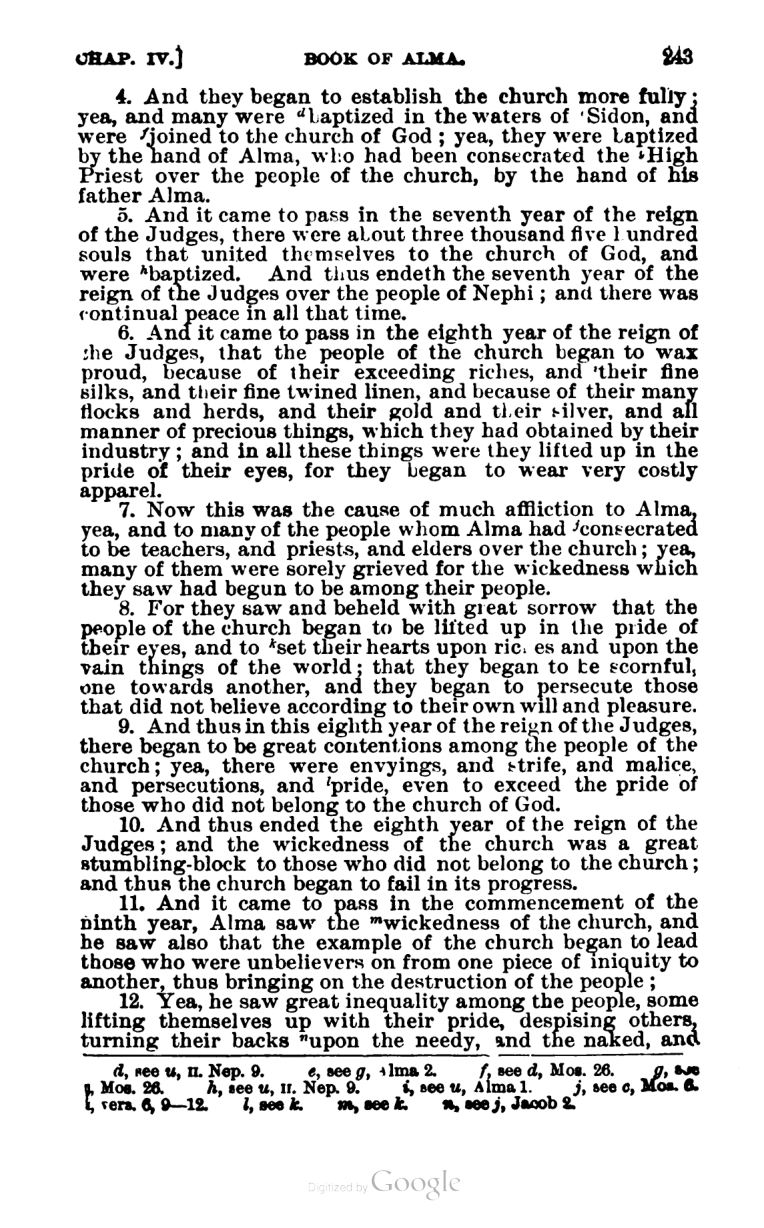 CHAP. IV.] BOOK OF ALMA. 243
4. And they began to establish the church more fully;
yea, and many were ᵈbaptized in the waters of ᵉSidon, and
were ᶠjoined to the church of God; yea, they were baptized
by the hand of Alma, who had been consecrated the ᵍHigh
Priest over the people of the church, by the hand of his
father Alma.
5. And it came to pass in the seventh year of the reign
of the Judges, there were about three thousand five hundred
souls that united themselves to the church of God, and
were ʰbaptized. And thus endeth the seventh year of the
reign of the Judges over the people of Nephi; and there was
continual peace in all that time.
6. And it came to pass in the eighth year of the reign of
the Judges, that the people of the church began to wax
proud, because of their exceeding riches, and ⁱtheir fine
silks, and their fine twined linen, and because of their many
flocks and herds, and their gold and their silver, and all
manner of precious things, which they had obtained by their
industry; and in all these things were they lifted up in the
pride of their eyes, for they began to wear very costly
apparel.
7. Now this was the cause of much affliction to Alma,
yea, and to many of the people whom Alma had ʲconsecrated
to be teachers, and priests, and elders over the church; yea,
many of them were sorely grieved for the wickedness which
they saw had begun to be among their people.
8. For they saw and beheld with great sorrow that the
people of the church began to be lifted up in the pride of
their eyes, and to ᵏset their hearts upon riches and upon the
vain things of the world; that they began to be scornful,
one towards another, and they began to persecute those
that did not believe according to their own will and pleasure.
9. And thus in this eighth year of the reign of the Judges,
there began to be great contentions among the people of the
church; yea, there were envyings, and strife, and malice,
and persecutions, and ˡpride, even to exceed the pride of
those who did not belong to the church of God.
10. And thus ended the eighth year of the reign of the
Judges; and the wickedness of the church was a great
stumbling-block to those who did not belong to the church;
and thus the church began to fail in its progress.
11. And it came to pass in the commencement of the
ninth year, Alma saw the ᵐwickedness of the church, and
he saw also that the example of the church began to lead
those who were unbelievers on from one piece of iniquity to
another, thus bringing on the destruction of the people;
12. Yea, he saw great inequality among the people, some
lifting themselves up with their pride, despising others,
turning their backs ⁿupon the needy, and the naked, and
d, see u, II. Nep. 9. e, see g, Alma 2. f, see d, Mos. 26. g, see
Mos. 26. h, see u, II. Nep. 9. i, see u, Alma 1. j, see c, Mos. 6.
vers. 6, 9—12. l, see k. m, see k. n, see j, Jacob 2.
Digitized by Google